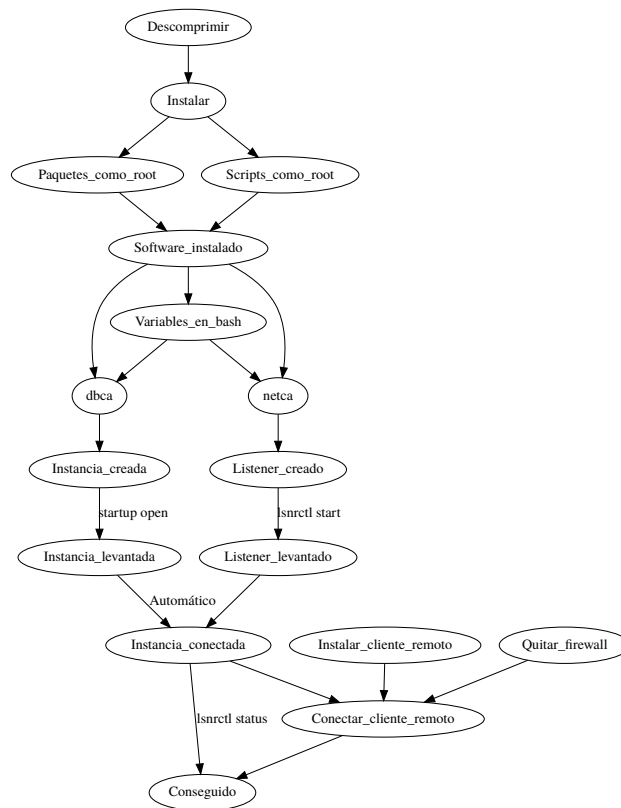 Descomprimir
Instalar
Paquetes_como_root
Scripts_como_root
Software_instalado
Variables_en_bash
dbca
netca
Instancia_creada
Listener_creado
startup open
lsnrctl start
Instancia_levantada
Listener_levantado
Automático
Instancia_conectada
Instalar_cliente_remoto
Quitar_firewall
lsnrctl status
Conectar_cliente_remoto
Conseguido